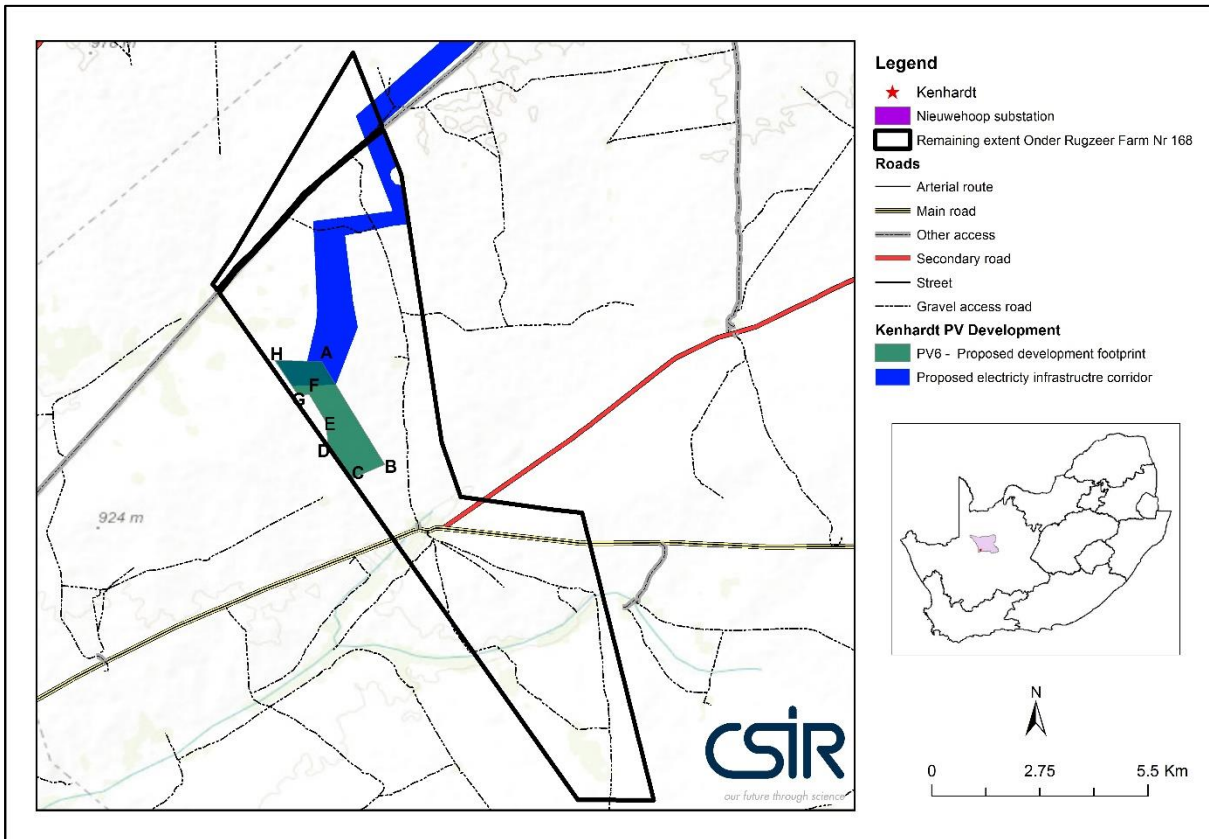 978 m
H
A
F
G
E
D
B
C
924 m
CSIR
our future through science
Legend
Kenhardt
Nieuwehoop substation
Remaining extent Onder Rugzeer Farm Nr 168
Roads
Arterial route
Main road
Other access
Secondary road
Street
Gravel access road
Kenhardt PV Development
PV6 - Proposed development footprint
Proposed electricty infrastructre corridor
N
0 2.75 5.5 Km